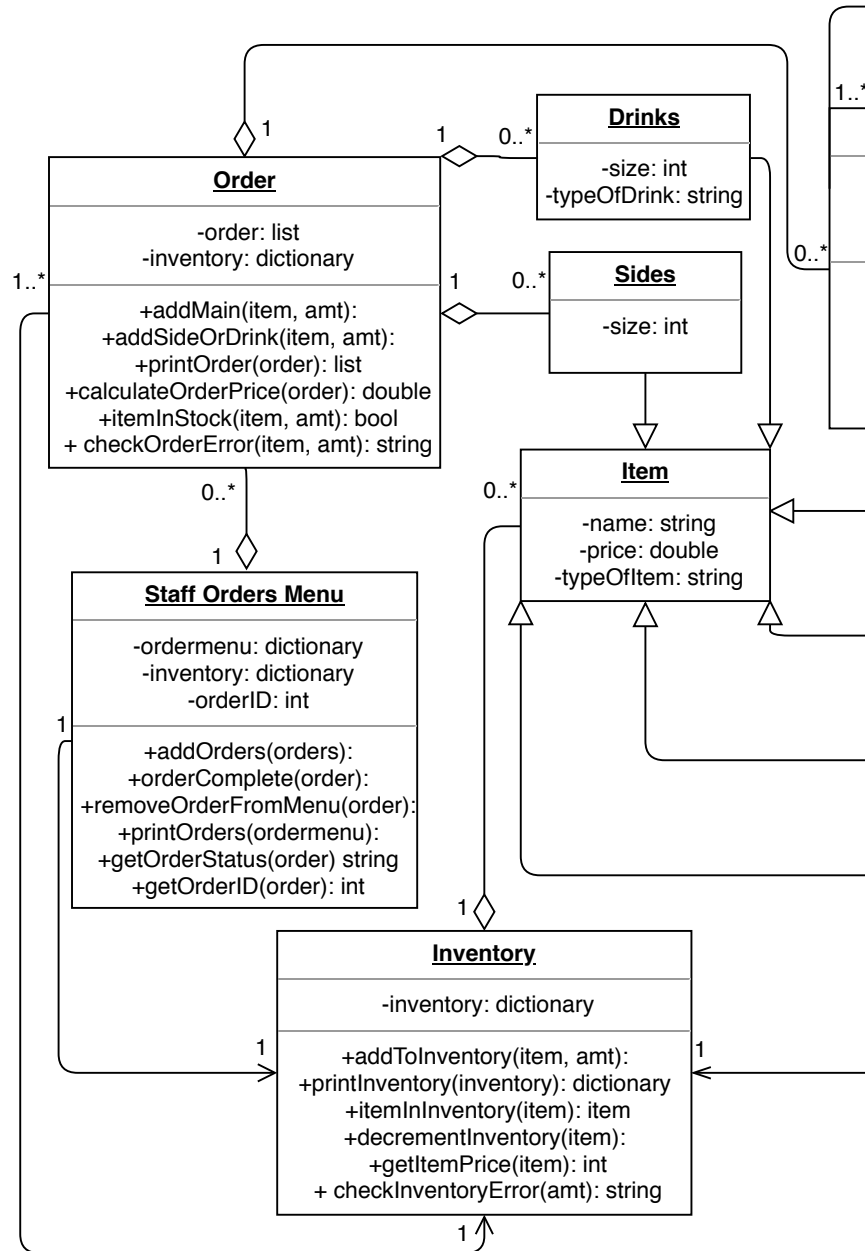 1..*
1
1
0..*
Drinks
-size: int
-typeOfDrink: string
Order
-order: list
-inventory: dictionary
+addMain(item, amt):
+addSideOrDrink(item, amt):
+printOrder(order): list
+calculateOrderPrice(order): double
+itemInStock(item, amt): bool
+ checkOrderError(item, amt): string
1..*
1
0..*
Sides
-size: int
0..*
0..*
1
0..*
Item
-name: string
-price: double
-typeOfItem: string
Staff Orders Menu
-ordermenu: dictionary
-inventory: dictionary
-orderID: int
+addOrders(orders):
+orderComplete(order):
+removeOrderFromMenu(order):
+printOrders(ordermenu):
+getOrderStatus(order) string
+getOrderID(order): int
1
1
Inventory
-inventory: dictionary
+addToInventory(item, amt):
+printInventory(inventory): dictionary
+itemInInventory(item): item
+decrementInventory(item):
+getItemPrice(item): int
+ checkInventoryError(amt): string
1
1
1